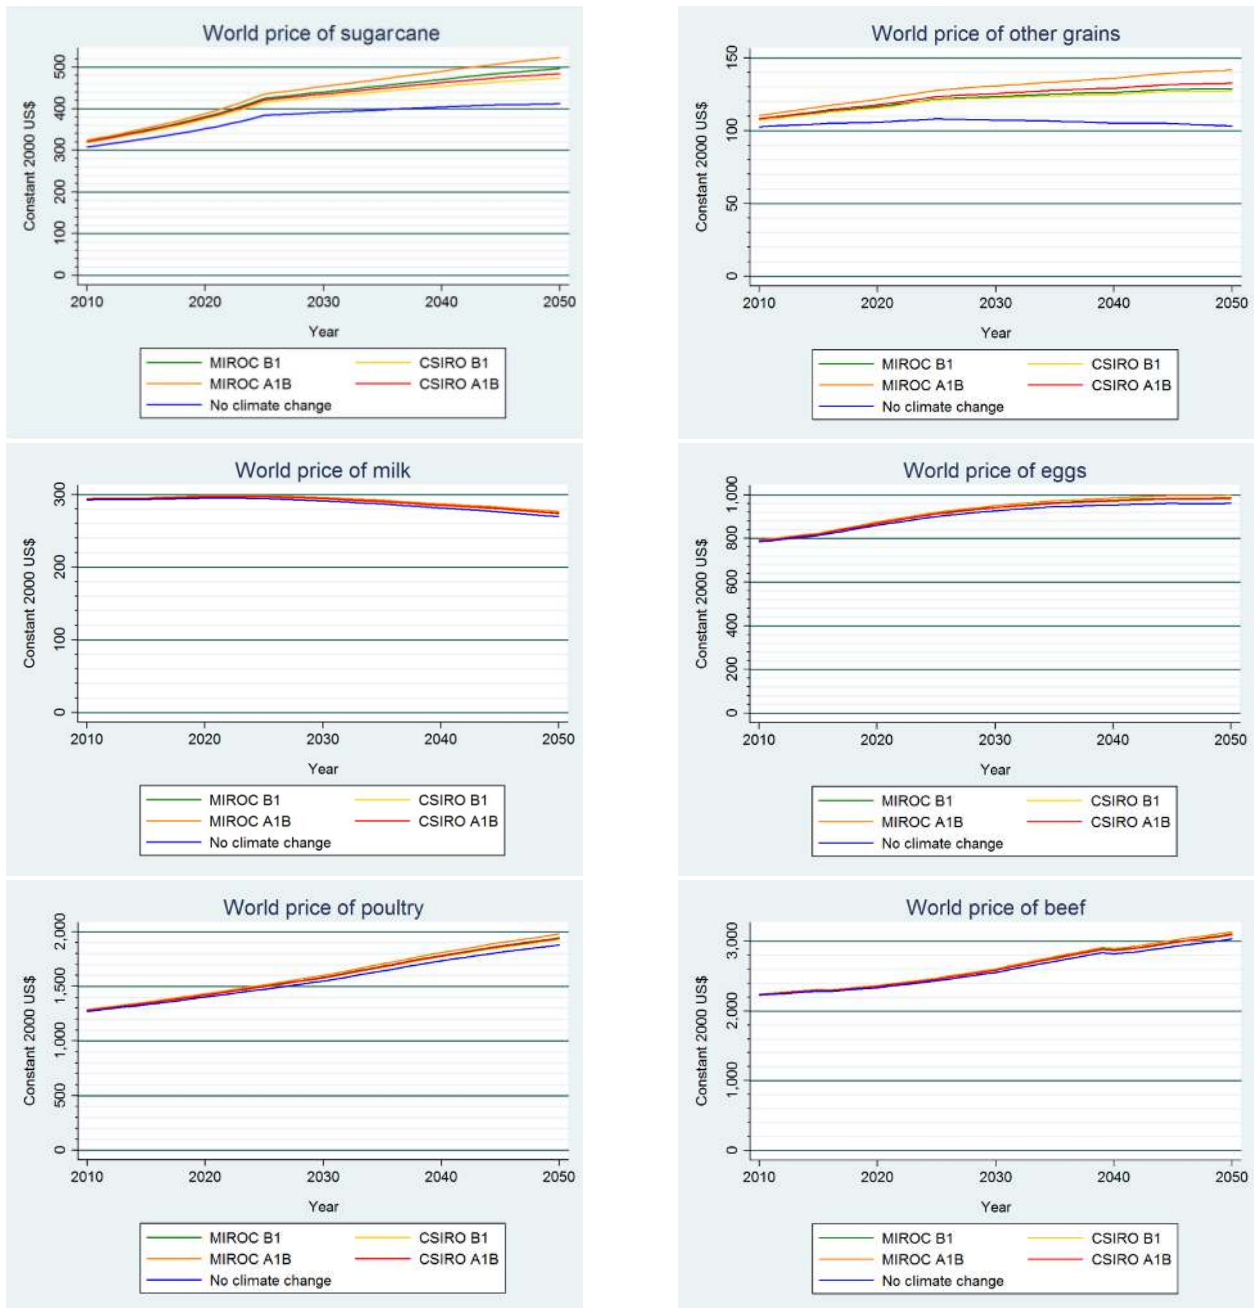 World price of sugarcane
Constant 2000 US$
500
400
300
200
100
0
2010 2020 2030 2040 2050
Year
MIROC B1 CSIRO B1
MIROC A1B CSIRO A1B
No climate change
World price of other grains
Constant 2000 US$
150
100
50
0
2010 2020 2030 2040 2050
Year
MIROC B1 CSIRO B1
MIROC A1B CSIRO A1B
No climate change
World price of milk
Constant 2000 US$
300
200
100
0
2010 2020 2030 2040 2050
Year
MIROC B1 CSIRO B1
MIROC A1B CSIRO A1B
No climate change
World price of eggs
Constant 2000 US$
1,000
800
600
400
200
0
2010 2020 2030 2040 2050
Year
MIROC B1 CSIRO B1
MIROC A1B CSIRO A1B
No climate change
World price of poultry
Constant 2000 US$
2,000
1,500
1,000
500
0
2010 2020 2030 2040 2050
Year
MIROC B1 CSIRO B1
MIROC A1B CSIRO A1B
No climate change
World price of beef
Constant 2000 US$
3,000
2,000
1,000
0
2010 2020 2030 2040 2050
Year
MIROC B1 CSIRO B1
MIROC A1B CSIRO A1B
No climate change